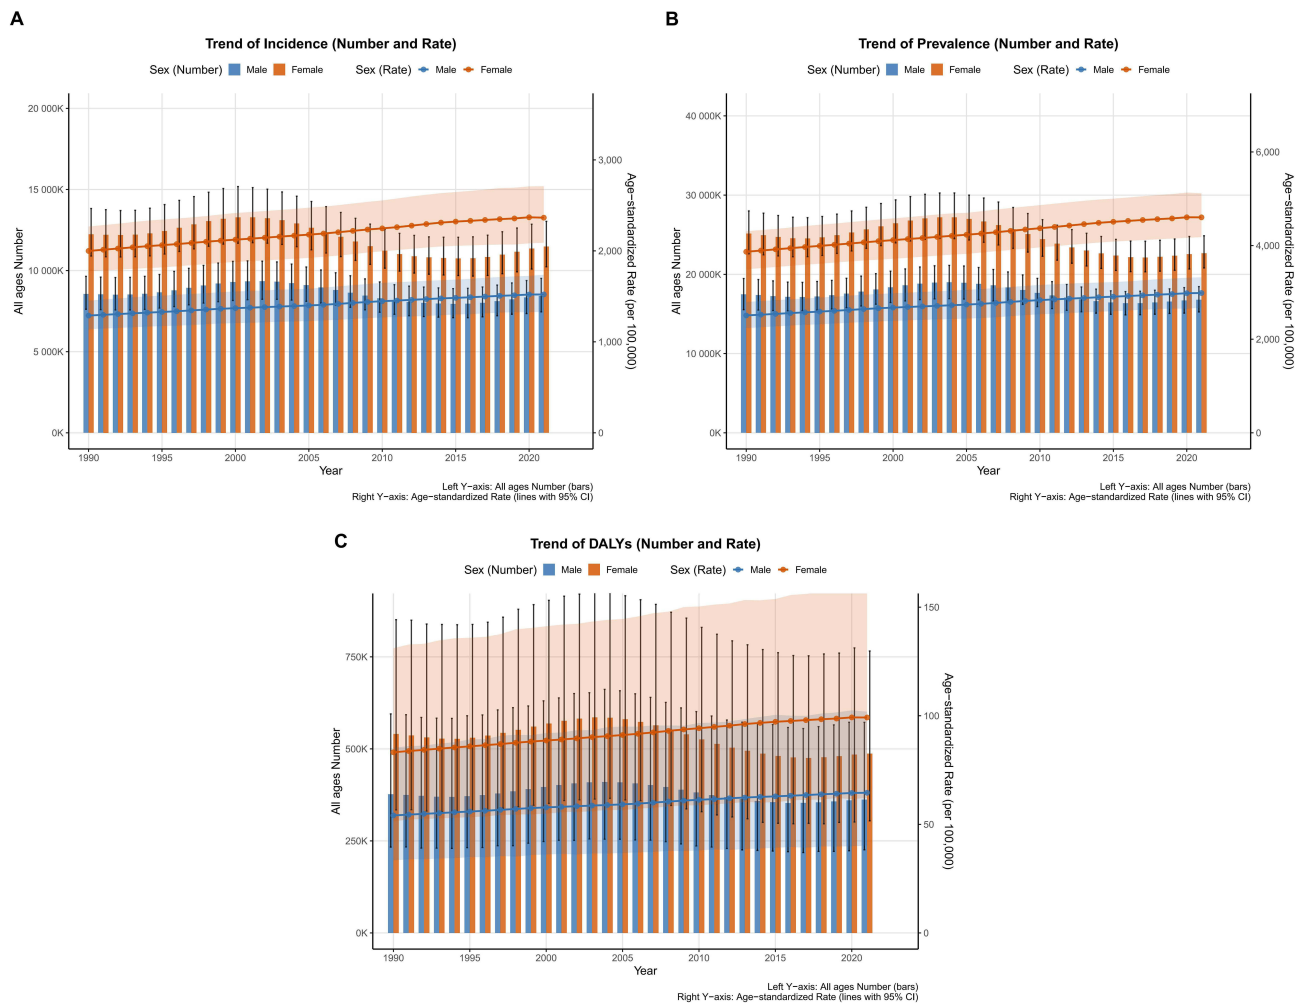 A
Trend of Incidence (Number and Rate)
Sex (Number) Male Female Sex (Rate) Male Female
20 000K
15 000K
10 000K
5 000K
0K
All ages Number
3,000
2,000
1,000
0
Age−standardized Rate (per 100,000)
1990 1995 2000 2005 2010 2015 2020
Year
Left Y−axis: All ages Number (bars)
Right Y−axis: Age−standardized Rate (lines with 95% CI)
B
Trend of Prevalence (Number and Rate)
Sex (Number) Male Female Sex (Rate) Male Female
40 000K
30 000K
20 000K
10 000K
0K
All ages Number
6,000
4,000
2,000
0
Age−standardized Rate (per 100,000)
1990 1995 2000 2005 2010 2015 2020
Year
Left Y−axis: All ages Number (bars)
Right Y−axis: Age−standardized Rate (lines with 95% CI)
C
Trend of DALYs (Number and Rate)
Sex (Number) Male Female Sex (Rate) Male Female
750K
500K
250K
0K
All ages Number
150
100
50
0
Age−standardized Rate (per 100,000)
1990 1995 2000 2005 2010 2015 2020
Year
Left Y−axis: All ages Number (bars)
Right Y−axis: Age−standardized Rate (lines with 95% CI)